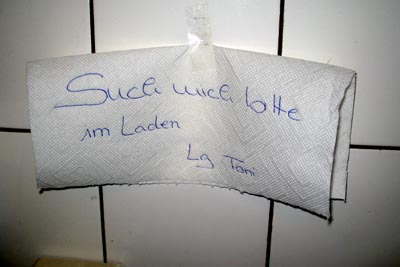 Such mich bitte
im Laden
Lg Toni